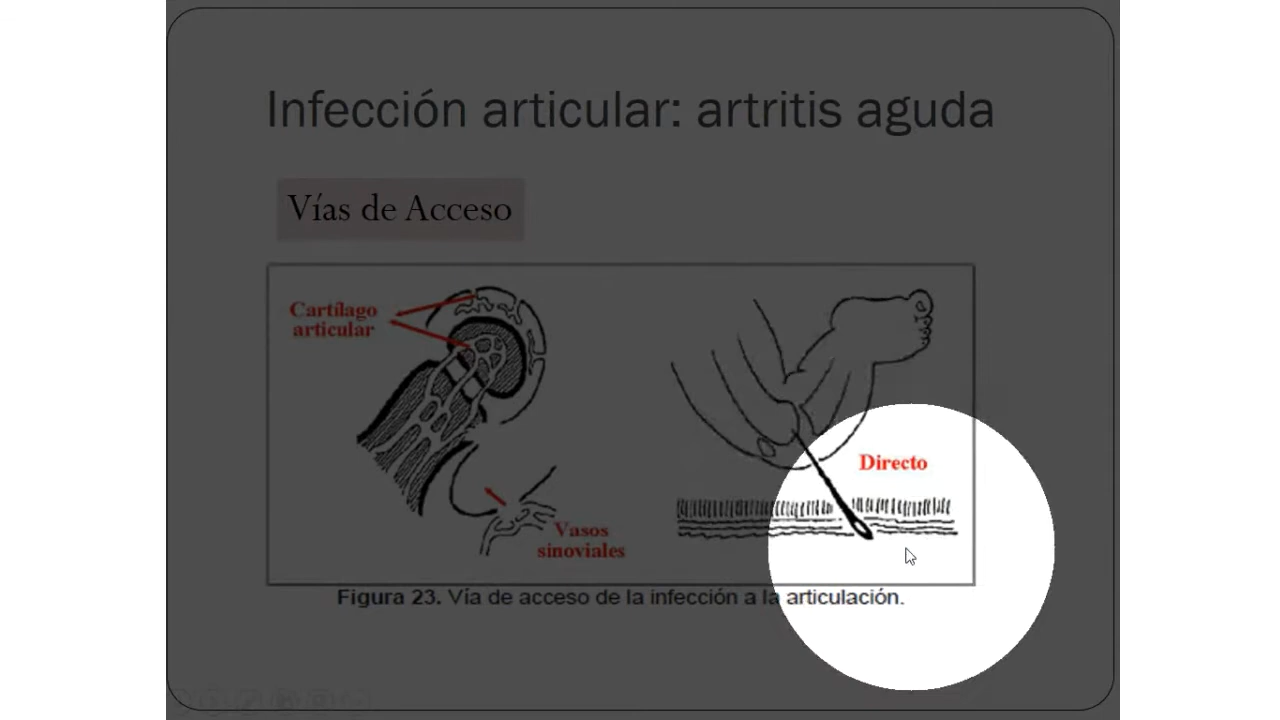 Infección articular: artritis aguda
Vías de Acceso
Cartílago
articular
Directo
Vasos
sinoviales
Figura 23. Vía de acceso de la infección a la articulación.